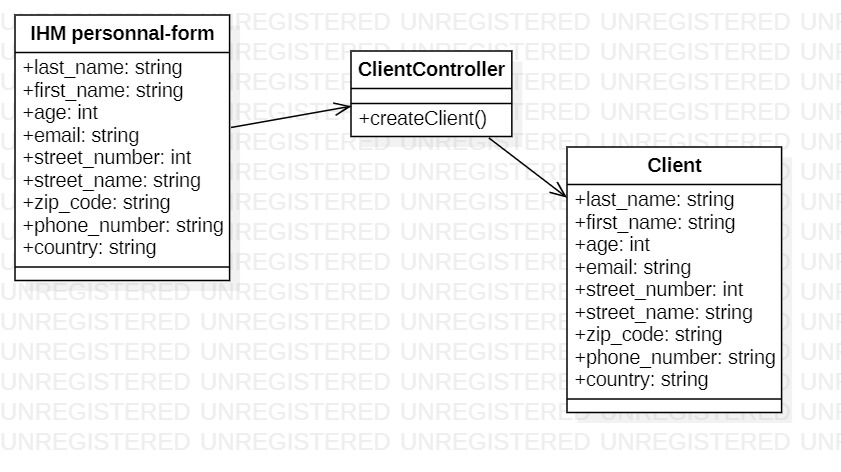 IHM personnal-form
+last_name: string
+first_name: string
+age: int
+email: string
+street_number: int
+street_name: string
+zip_code: string
+phone_number: string
+country: string
ClientController
+createClient()
Client
+last_name: string
+first_name: string
+age: int
+email: string
+street_number: int
+street_name: string
+zip_code: string
+phone_number: string
+country: string
UNREGISTERED UNREGISTERED UNREGISTERED UNREGISTERED